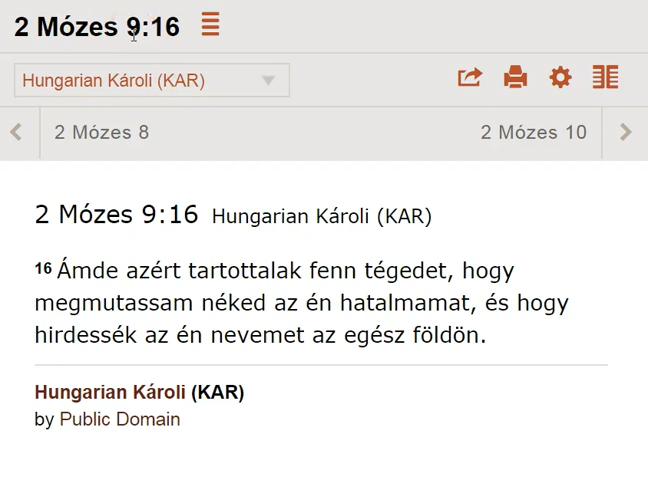 2 Mózes 9:16
Hungarian Károli (KAR)
2 Mózes 8
2 Mózes 10
2 Mózes 9:16 Hungarian Károli (KAR)
16 Ámde azért tartottalak fenn tégedet, hogy
megmutassam néked az én hatalmamat, és hogy
hirdessék az én nevemet az egész földön.
Hungarian Károli (KAR)
by Public Domain